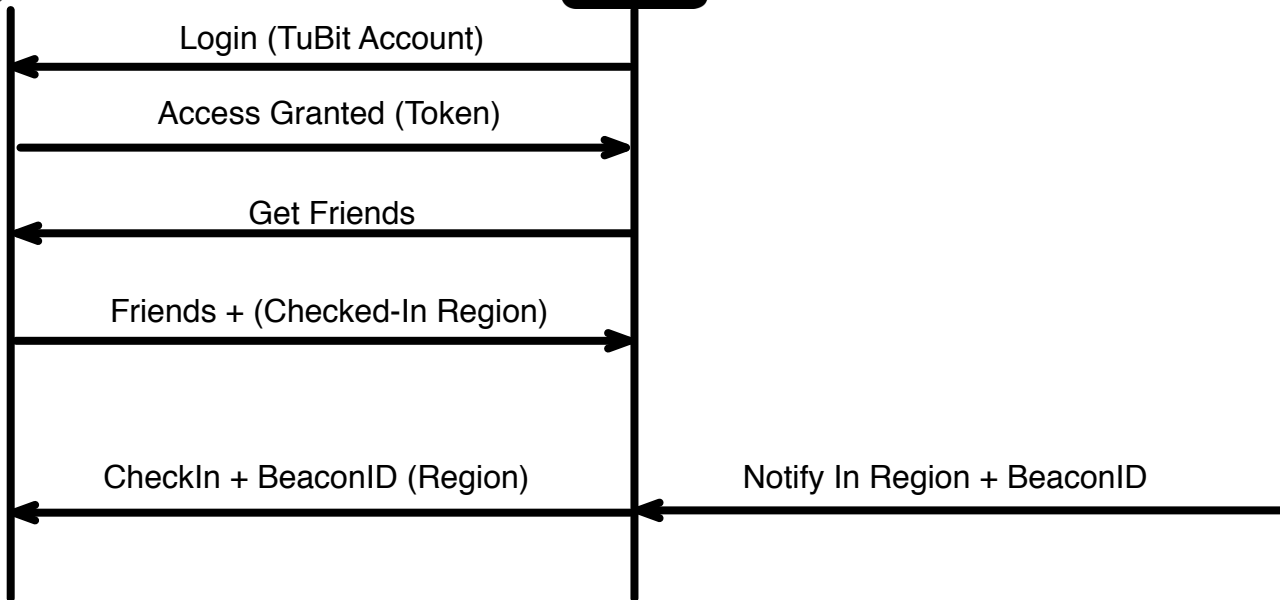 Login (TuBit Account)
Access Granted (Token)
Get Friends
Friends + (Checked-In Region)
CheckIn + BeaconID (Region)
Notify In Region + BeaconID